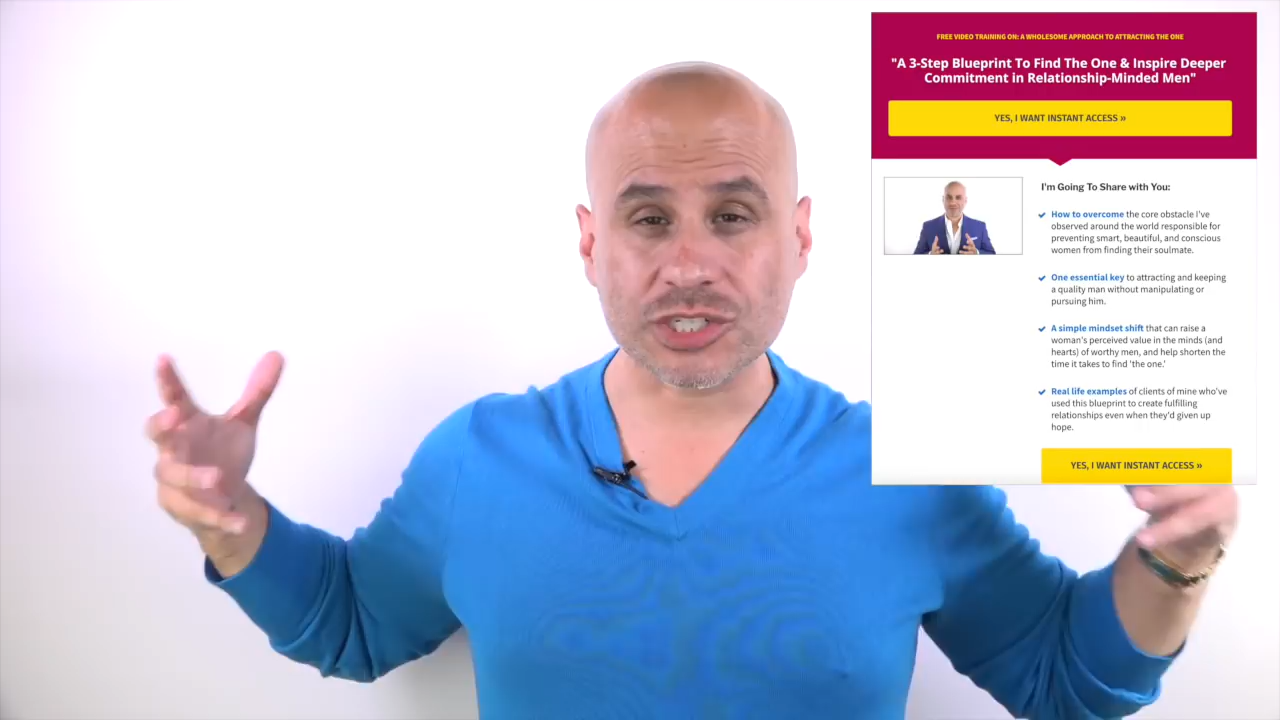 FREE VIDEO TRAINING ON: A WHOLESOME APPROACH TO ATTRACTING THE ONE
"A 3-Step Blueprint To Find The One & Inspire Deeper
Commitment in Relationship-Minded Men"
YES, I WANT INSTANT ACCESS »
I'm Going To Share with You:
How to overcome the core obstacle I've
observed around the world responsible for
preventing smart, beautiful, and conscious
women from finding their soulmate.
One essential key to attracting and keeping
a quality man without manipulating or
pursuing him.
A simple mindset shift that can raise a
woman's perceived value in the minds (and
hearts) of worthy men, and help shorten the
time it takes to find 'the one.'
Real life examples of clients of mine who've
used this blueprint to create fulfilling
relationships even when they'd given up
hope.
YES, I WANT INSTANT ACCESS »